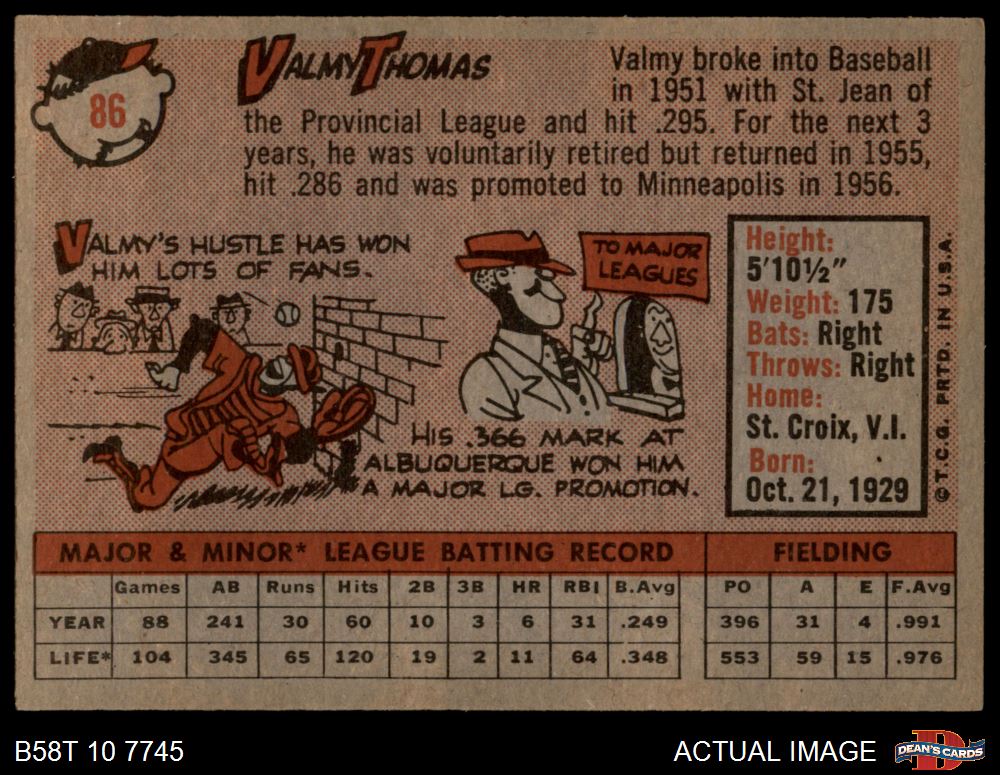 86
VALMY THOMAS
Valmy broke into Baseball
in 1951 with St. Jean of
the Provincial League and hit .295. For the next 3
years, he was voluntarily retired but returned in 1955,
hit .286 and was promoted to Minneapolis in 1956.
VALMY'S HUSTLE HAS WON
HIM LOTS OF FANS.
TO MAJOR
LEAGUES
HIS .366 MARK AT
ALBUQUERQUE WON HIM
A MAJOR LG. PROMOTION.
Height:
5'10½"
Weight: 175
Bats: Right
Throws: Right
Home:
St. Croix, V.I.
Born:
Oct. 21, 1929
© T.C.G. PRTD. IN U.S.A.
MAJOR & MINOR* LEAGUE BATTING RECORD FIELDING
Games AB Runs Hits 2B 3B HR RBI B.Avg PO A E F.Avg
YEAR 88 241 30 60 10 3 6 31 .249 396 31 4 .991
LIFE* 104 345 65 120 19 2 11 64 .348 553 59 15 .976
B58T 10 7745
ACTUAL IMAGE
D
DEAN'S CARDS